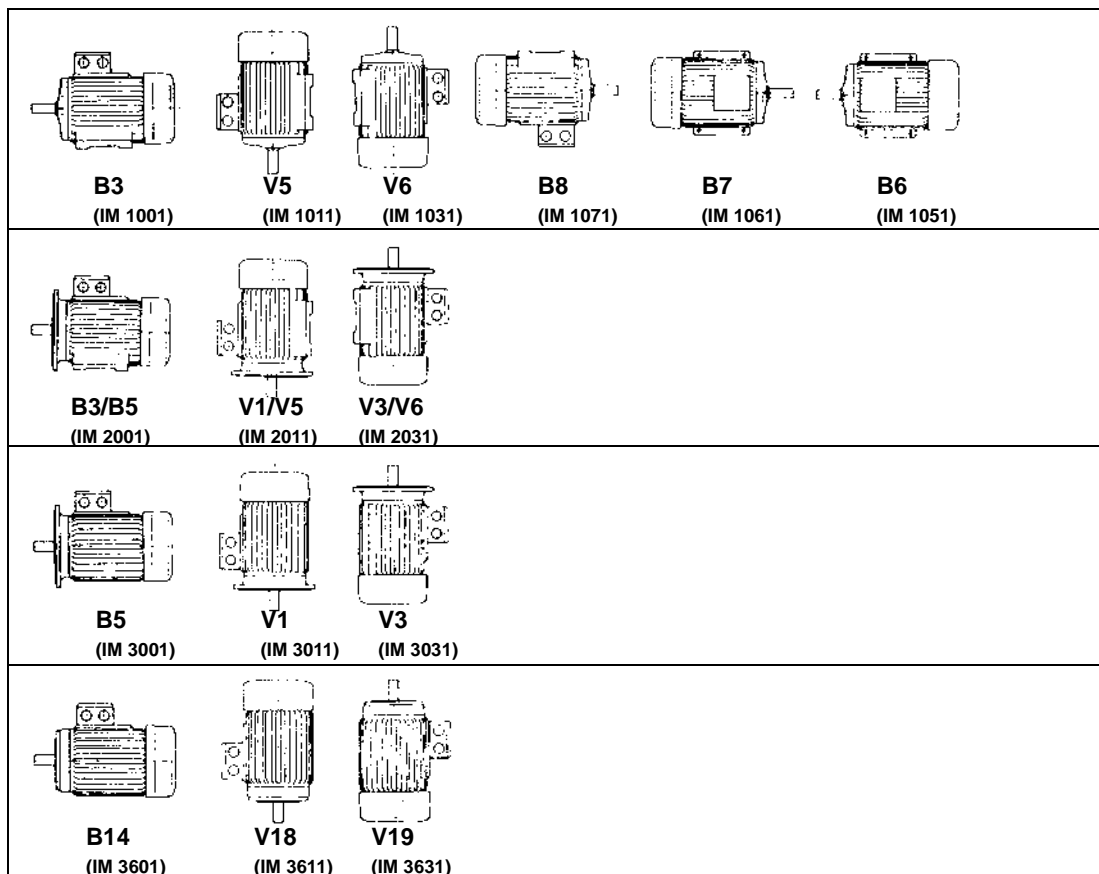 B3 V5 V6 B8 B7 B6
(IM 1001) (IM 1011) (IM 1031) (IM 1071) (IM 1061) (IM 1051)
B3/B5 V1/V5 V3/V6
(IM 2001) (IM 2011) (IM 2031)
B5 V1 V3
(IM 3001) (IM 3011) (IM 3031)
B14 V18 V19
(IM 3601) (IM 3611) (IM 3631)